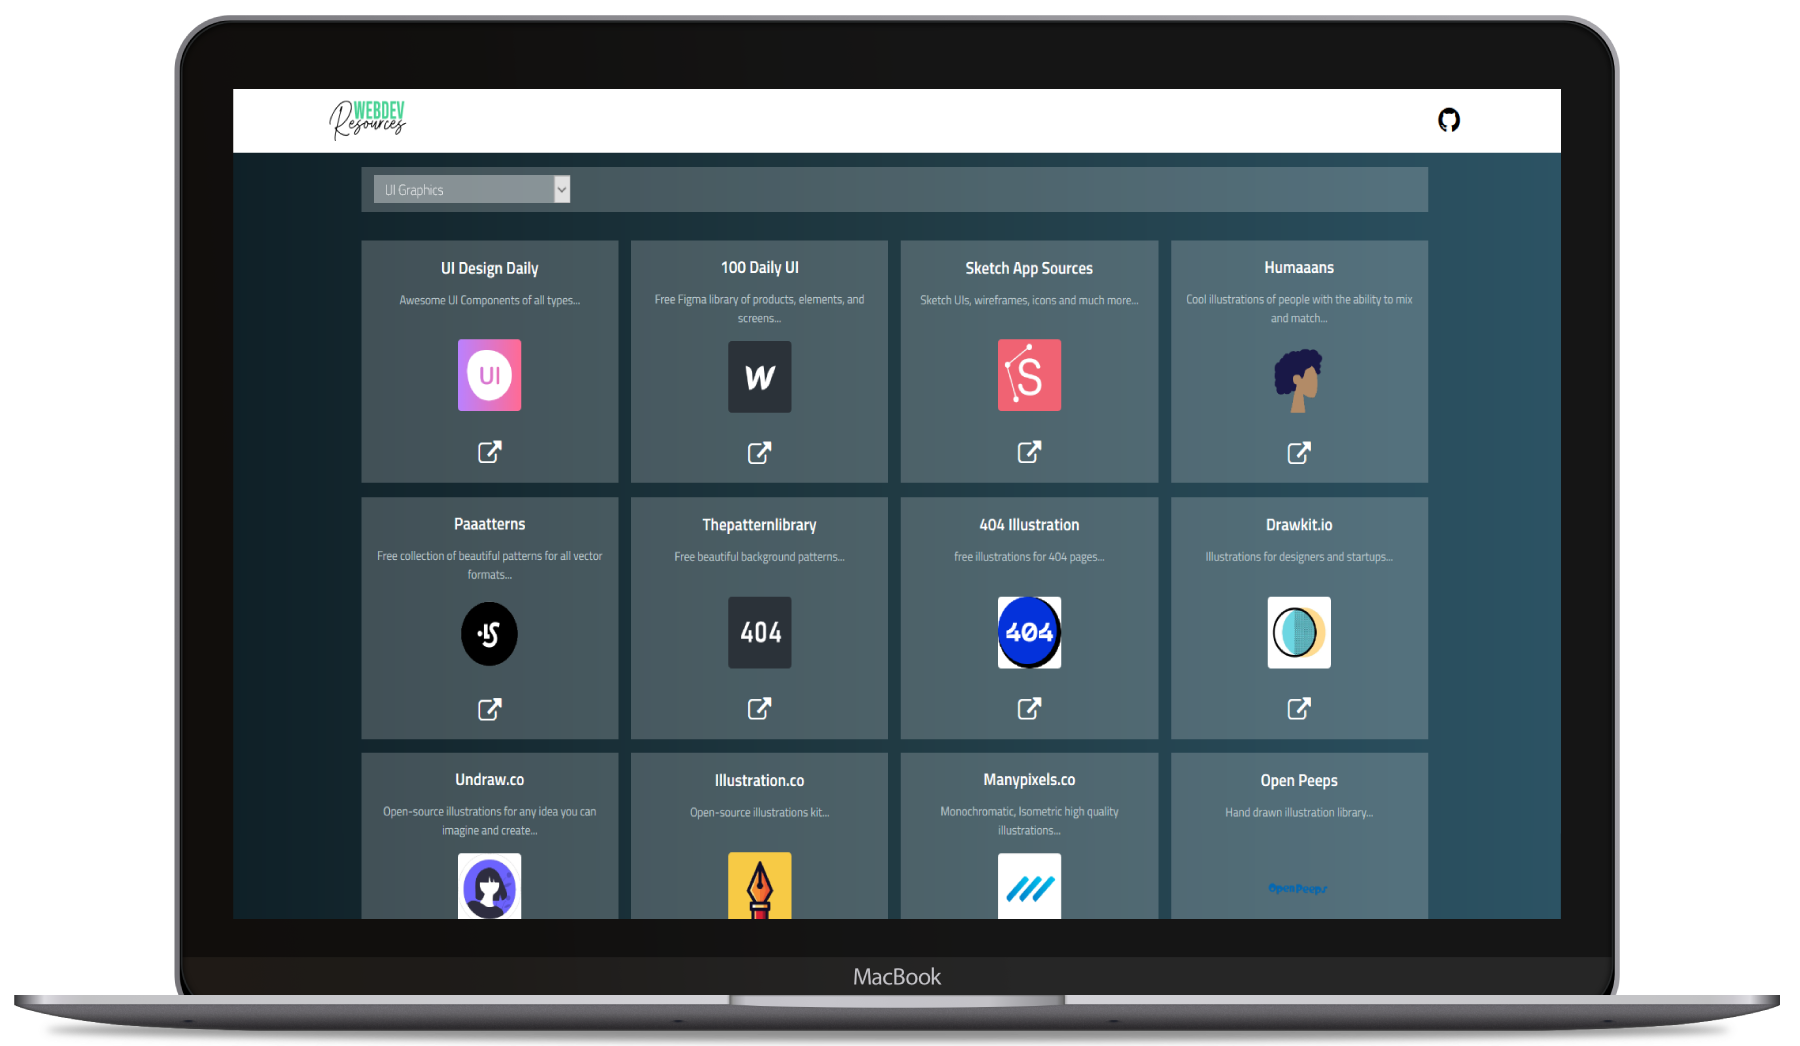 WEBDEV
Resources
UI Graphics
UI Design Daily
Awesome UI Components of all types...
UI
100 Daily UI
Free Figma library of products, elements, and
screens...
W
Sketch App Sources
Sketch UIs, wireframes, icons and much more...
S
Humaaans
Cool illustrations of people with the ability to mix
and match...
Paaatterns
Free collection of beautiful patterns for all vector
formats...
Thepatternlibrary
Free beautiful background patterns...
404
404 Illustration
free illustrations for 404 pages...
404
Drawkit.io
Illustrations for designers and startups...
Undraw.co
Open-source illustrations for any idea you can
imagine and create...
Illustration.co
Open-source illustrations kit...
Manypixels.co
Monochromatic, Isometric high quality
illustrations...
Open Peeps
Hand drawn illustration library...
Open Peeps
MacBook